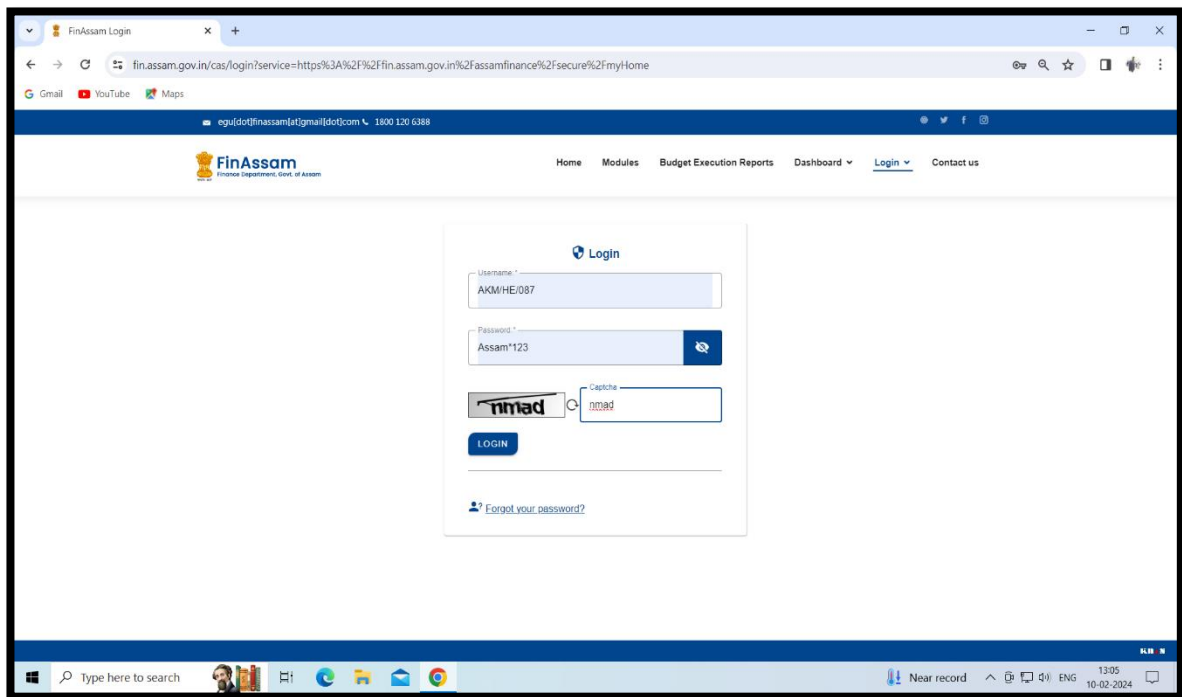 FinAssam Login
fin.assam.gov.in/cas/login?service=https%3A%2F%2Ffin.assam.gov.in%2Fassamfinance%2Fsecure%2FmyHome
Gmail YouTube Maps
egu[dot]finassam[at]gmail[dot]com 1800 120 6388
FinAssam
Finance Department, Govt. of Assam
Home Modules Budget Execution Reports Dashboard Login Contact us
Login
Username:*
AKM/HE/087
Password:*
Assam*123
Captcha
nmad nmad
LOGIN
Forgot your password?
Type here to search
Near record ENG 13:05
10-02-2024